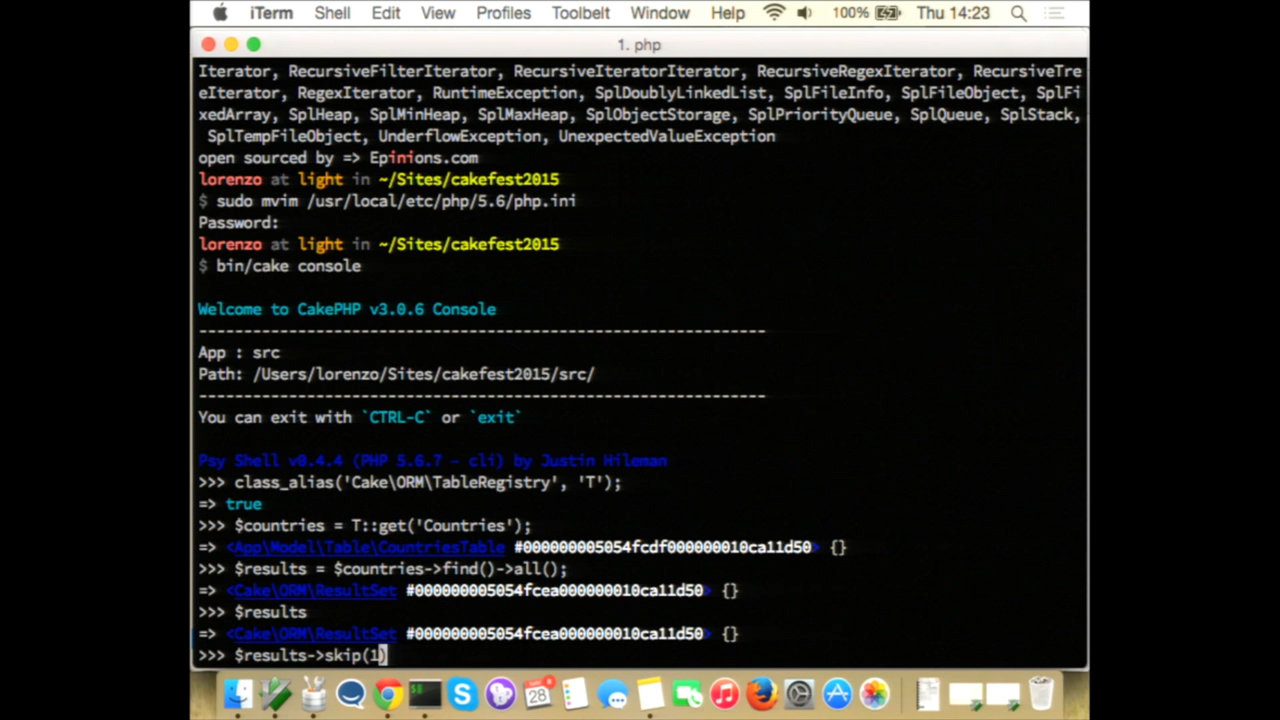 iTerm Shell Edit View Profiles Toolbelt Window Help 100% Thu 14:23
1. php
Iterator, RecursiveFilterIterator, RecursiveIteratorIterator, RecursiveRegexIterator, RecursiveTre
eIterator, RegexIterator, RuntimeException, SplDoublyLinkedList, SplFileInfo, SplFileObject, SplFi
xedArray, SplHeap, SplMinHeap, SplMaxHeap, SplObjectStorage, SplPriorityQueue, SplQueue, SplStack,
SplTempFileObject, UnderflowException, UnexpectedValueException
open sourced by => Epinions.com
lorenzo at light in ~/Sites/cakefest2015
$ sudo mvim /usr/local/etc/php/5.6/php.ini
Password:
lorenzo at light in ~/Sites/cakefest2015
$ bin/cake console
Welcome to CakePHP v3.0.6 Console
---------------------------------------------------------------
App : src
Path: /Users/lorenzo/Sites/cakefest2015/src/
---------------------------------------------------------------
You can exit with `CTRL-C` or `exit`
Psy Shell v0.4.4 (PHP 5.6.7 — cli) by Justin Hileman
>>> class_alias('Cake\ORM\TableRegistry', 'T');
=> true
>>> $countries = T::get('Countries');
=> <App\Model\Table\CountriesTable #000000005054fcdf000000010ca11d50> {}
>>> $results = $countries->find()->all();
=> <Cake\ORM\ResultSet #000000005054fcea000000010ca11d50> {}
>>> $results
=> <Cake\ORM\ResultSet #000000005054fcea000000010ca11d50> {}
>>> $results->skip(1)
28